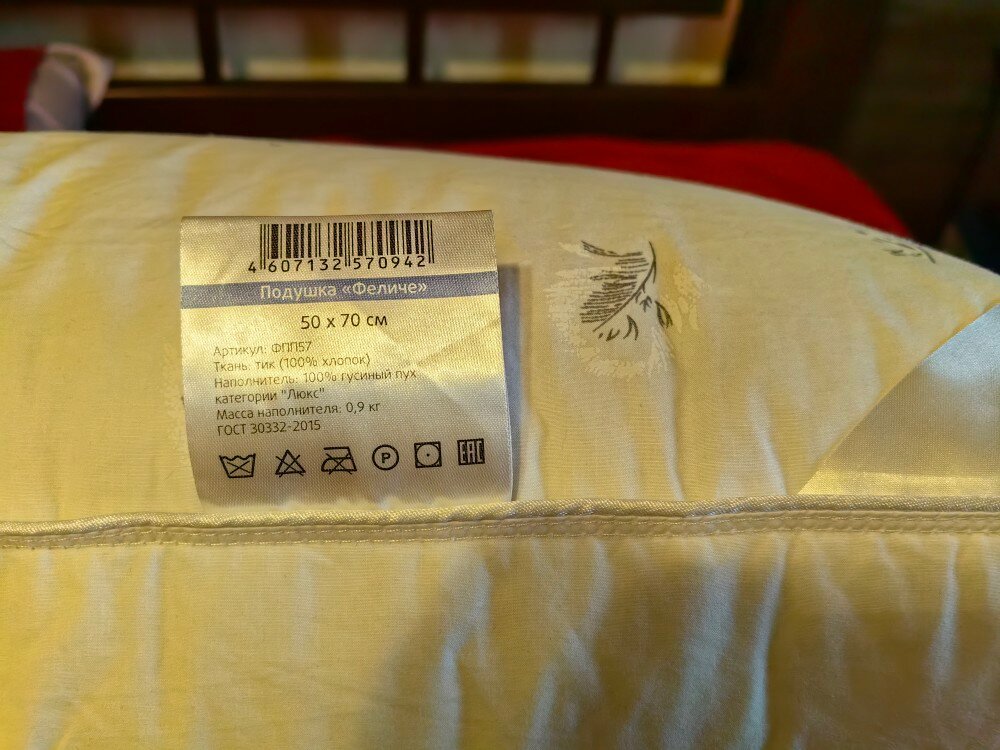 4 607132 570942
Подушка «Феличе»
50 x 70 см
Артикул: ФПП57
Ткань: тик (100% хлопок)
Наполнитель: 100% гусиный пух
категории "Люкс"
Масса наполнителя: 0,9 кг
ГОСТ 30332-2015
P EAC